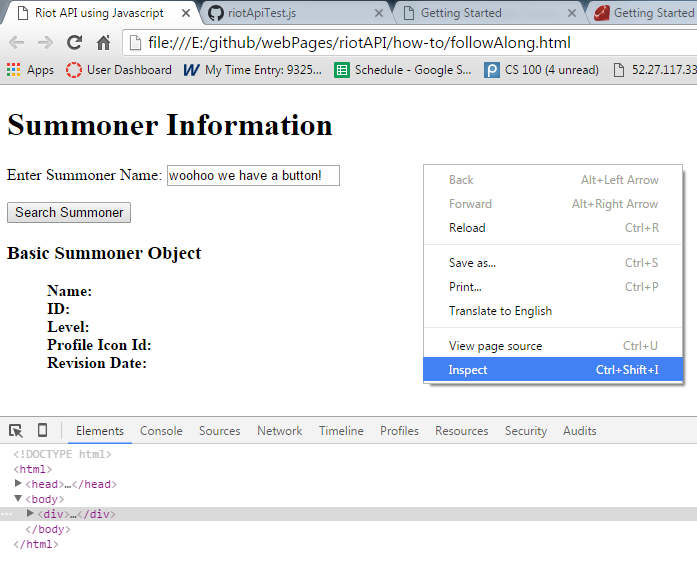 Riot API using Javascript
riotApiTest.js
Getting Started
Getting Started
file:///E:/github/webPages/riotAPI/how-to/followAlong.html
Apps
User Dashboard
My Time Entry: 9325...
Schedule - Google S...
CS 100 (4 unread)
52.27.117.33
Summoner Information
Enter Summoner Name: woohoo we have a button!
Search Summoner
Basic Summoner Object
Name:
ID:
Level:
Profile Icon Id:
Revision Date:
Back Alt+Left Arrow
Forward Alt+Right Arrow
Reload Ctrl+R
Save as... Ctrl+S
Print... Ctrl+P
Translate to English
View page source Ctrl+U
Inspect Ctrl+Shift+I
Elements Console Sources Network Timeline Profiles Resources Security Audits
<!DOCTYPE html>
<html>
<head>…</head>
<body>
... <div>…</div>
</body>
</html>